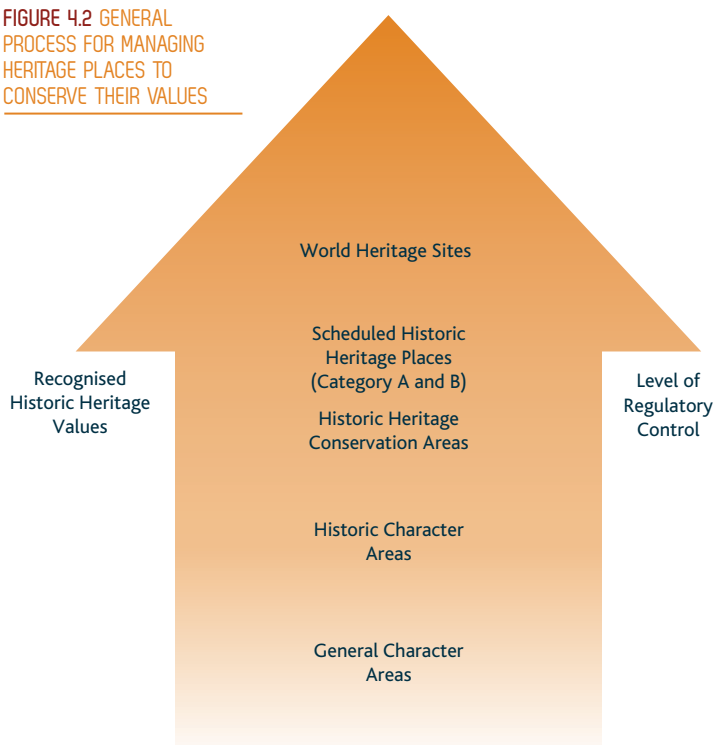 FIGURE 4.2 GENERAL
PROCESS FOR MANAGING
HERITAGE PLACES TO
CONSERVE THEIR VALUES
World Heritage Sites
Scheduled Historic
Heritage Places
(Category A and B)
Historic Heritage
Conservation Areas
Recognised
Historic Heritage
Values
Level of
Regulatory
Control
Historic Character
Areas
General Character
Areas